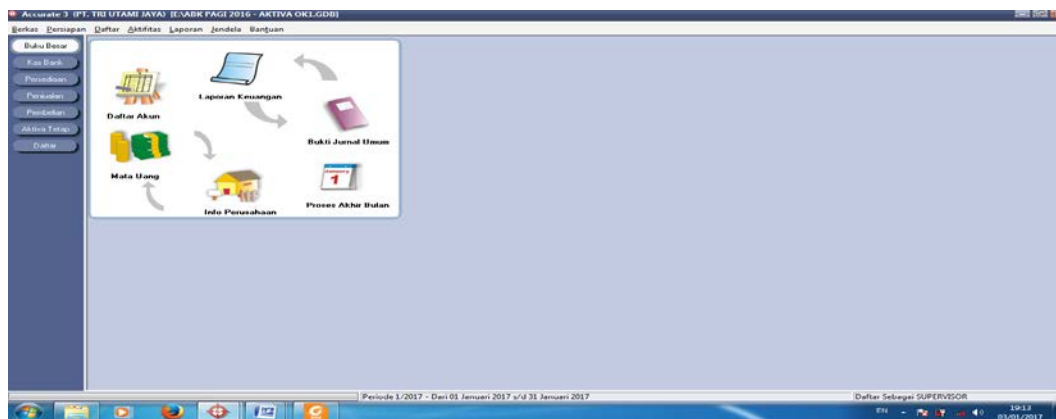 Accurate 3 (PT. TRI UTAMI JAYA) [E:\ABK PAGI 2016 - AKTIVA OK1.GDB]
Berkas Persiapan Daftar Aktifitas Laporan Jendela Bantuan
Buku Besar
Kas Bank
Persediaan
Penjualan
Pembelian
Aktiva Tetap
Daftar
Laporan Keuangan
Daftar Akun
Bukti Jurnal Umum
Mata Uang
January
1
Info Perusahaan
Proses Akhir Bulan
Periode 1/2017 - Dari 01 Januari 2017 s/d 31 Januari 2017
Daftar Sebagai SUPERVISOR
EN
19:13
03/01/2017